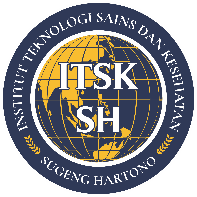 INSTITUT TEKNOLOGI SAINS DAN KESEHATAN
ITSK
SH
SUGENG HARTONO